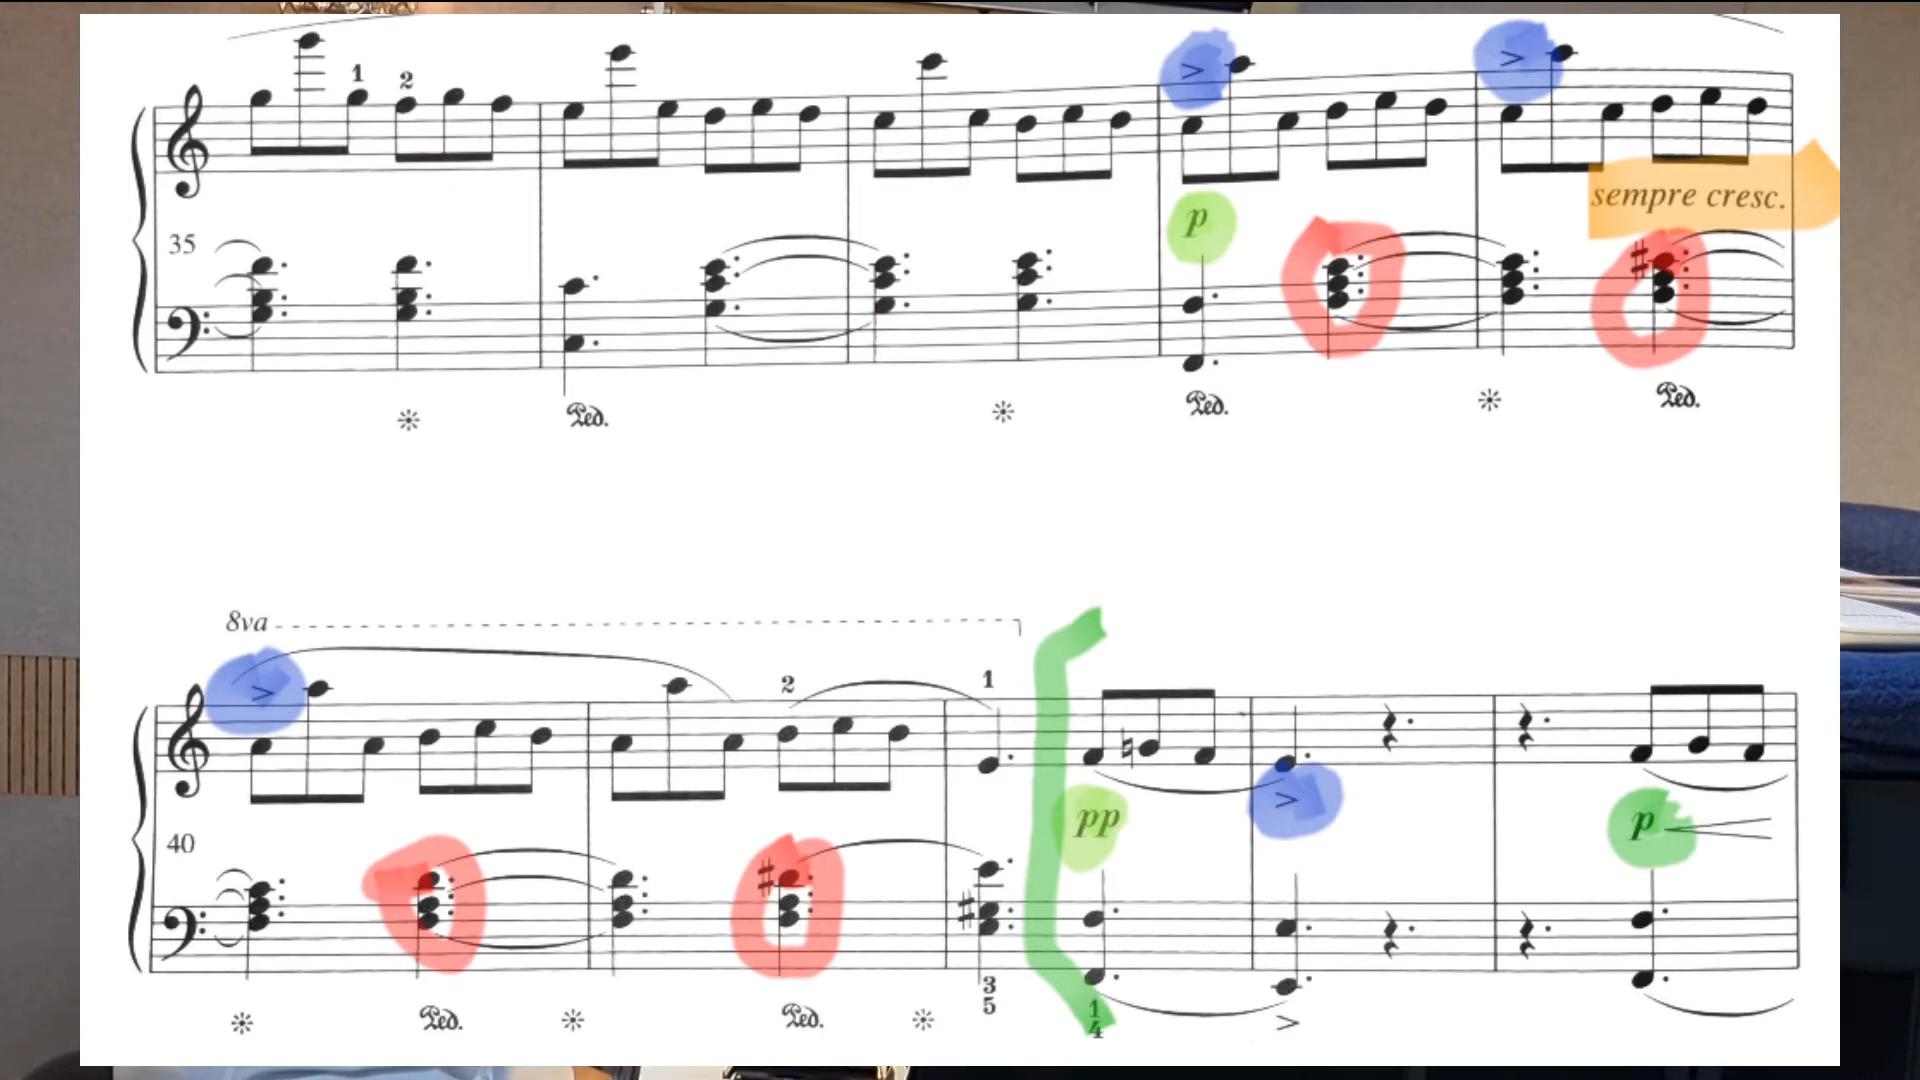 1 2
p
sempre cresc.
35
Ped. Ped. Ped.
8va
2 1
pp p
40
3
5
1
4
Ped. Ped.